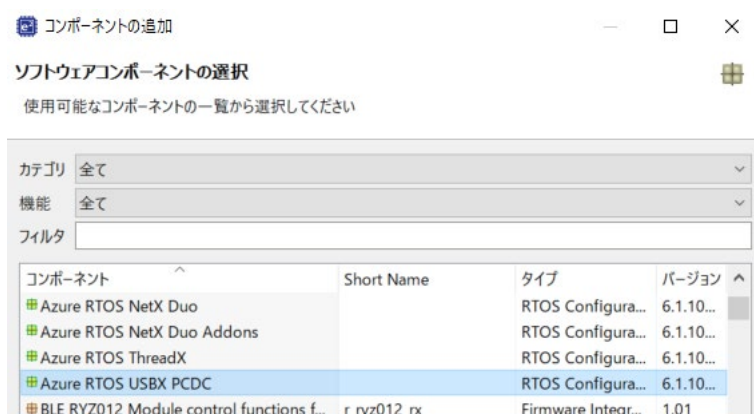 コンポーネントの追加
ソフトウェアコンポーネントの選択
使用可能なコンポーネントの一覧から選択してください
カテゴリ 全て
機能 全て
フィルタ
コンポーネント Short Name タイプ バージョン
Azure RTOS NetX Duo RTOS Configura... 6.1.10...
Azure RTOS NetX Duo Addons RTOS Configura... 6.1.10...
Azure RTOS ThreadX RTOS Configura... 6.1.10...
Azure RTOS USBX PCDC RTOS Configura... 6.1.10...
BLE RYZ012 Module control functions f... r_ryz012_rx Firmware Integr... 1.01